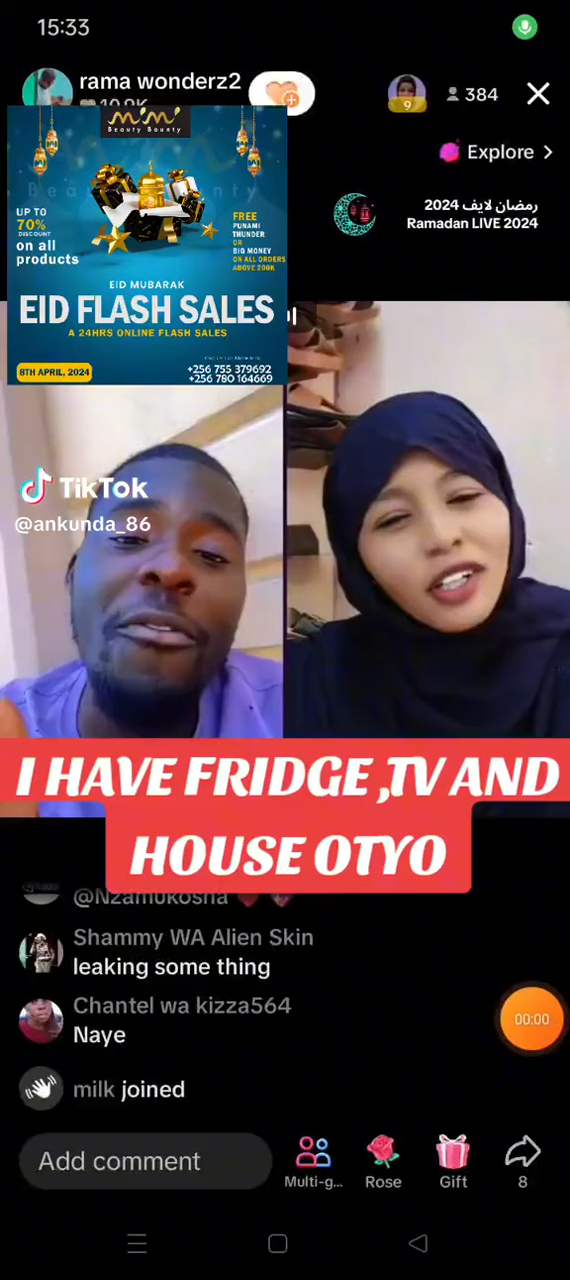 15:33
rama wonderz2
10.9K
9
384
Explore
رمضان لايف 2024
Ramadan LIVE 2024
m'm'
Beauty Bounty
UP TO
70%
DISCOUNT
on all
products
FREE
PUNAMI
THUNDER
OR
BIG MONEY
ON ALL ORDERS
ABOVE 200K
EID MUBARAK
EID FLASH SALES
A 24HRS ONLINE FLASH SALES
8TH APRIL, 2024
+256 755 379692
+256 780 164669
TikTok
@ankunda_86
I HAVE FRIDGE ,TV AND
HOUSE OTYO
@Nzamukosha
Shammy WA Alien Skin
leaking some thing
Chantel wa kizza564
Naye
00:00
milk joined
Add comment
Multi-g...
Rose
Gift
8